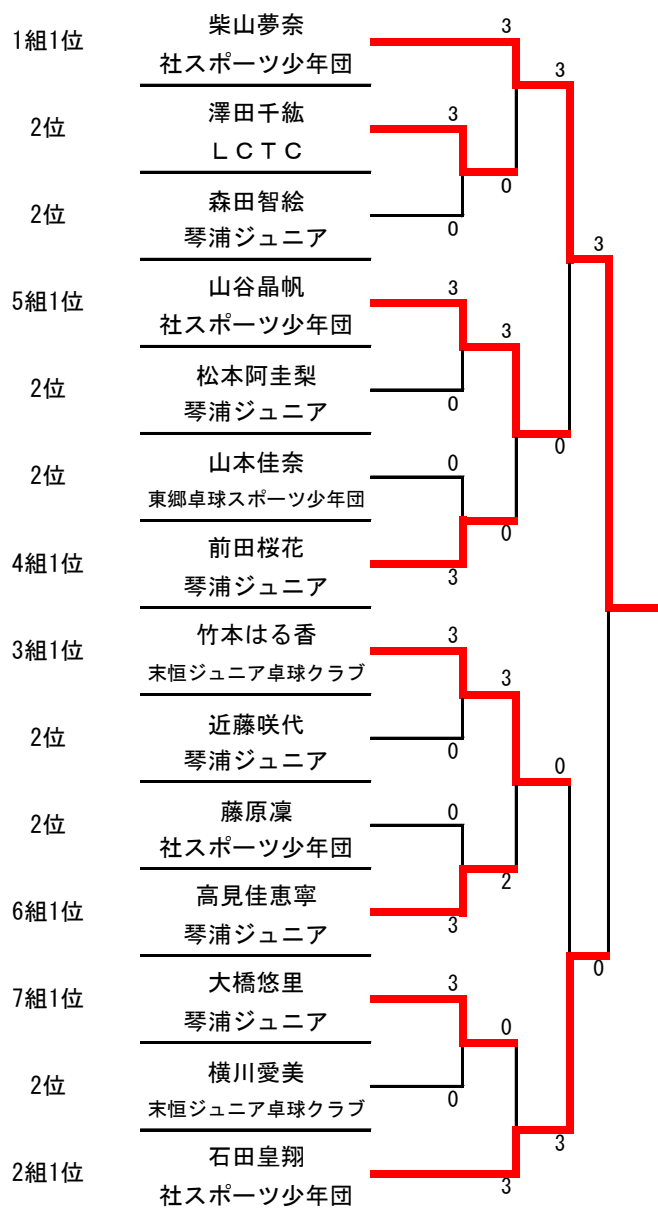 柴山夢奈
3
1組1位
社スポーツ少年団
3
澤田千紘
3
2位
ＬＣＴＣ
0
森田智絵
2位
琴浦ジュニア
0
3
山谷晶帆
3
5組1位
社スポーツ少年団
3
松本阿圭梨
2位
琴浦ジュニア
0
0
山本佳奈
0
2位
東郷卓球スポーツ少年団
0
前田桜花
4組1位
琴浦ジュニア
3
竹本はる香
3
3組1位
末恒ジュニア卓球クラブ
3
近藤咲代
2位
琴浦ジュニア
0
0
藤原凜
0
2位
社スポーツ少年団
2
高見佳恵寧
6組1位
琴浦ジュニア
3
0
大橋悠里
3
7組1位
琴浦ジュニア
0
横川愛美
2位
末恒ジュニア卓球クラブ
0
3
石田皇翔
2組1位
社スポーツ少年団
3